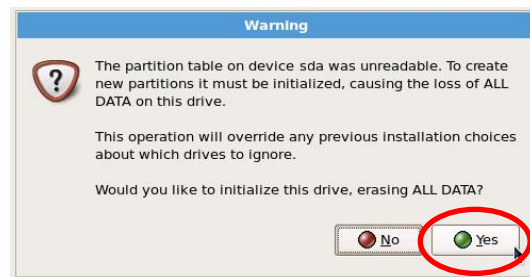 Warning
The partition table on device sda was unreadable. To create
new partitions it must be initialized, causing the loss of ALL
DATA on this drive.
This operation will override any previous installation choices
about which drives to ignore.
Would you like to initialize this drive, erasing ALL DATA?
No
Yes